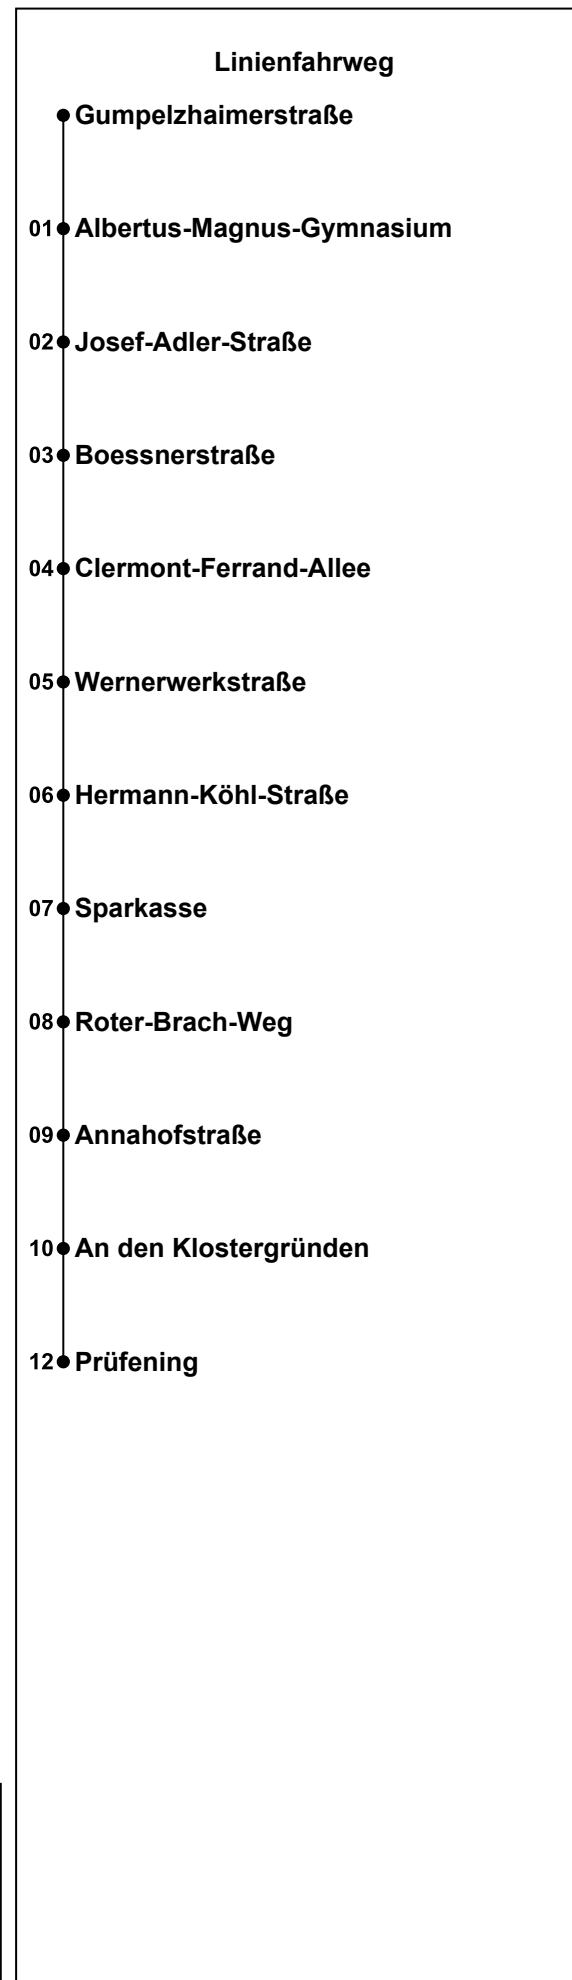 Linienfahrweg
Gumpelzhaimerstraße
01 Albertus-Magnus-Gymnasium
02 Josef-Adler-Straße
03 Boessnerstraße
04 Clermont-Ferrand-Allee
05 Wernerwerkstraße
06 Hermann-Köhl-Straße
07 Sparkasse
08 Roter-Brach-Weg
09 Annahofstraße
10 An den Klostergründen
12 Prüfening